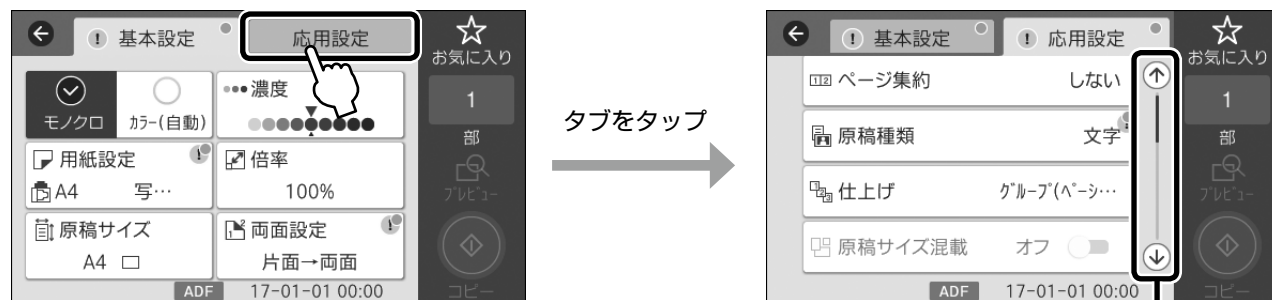 基本設定
応用設定
お気に入り
モノクロ
カラー(自動)
濃度
1
部
用紙設定
A4 写…
倍率
100%
プレビュー
原稿サイズ
A4
両面設定
片面→両面
コピー
ADF 17-01-01 00:00
タブをタップ
基本設定
応用設定
お気に入り
ページ集約 しない
1
部
原稿種類 文字
プレビュー
仕上げ グループ(ページ…
原稿サイズ混載 オフ
コピー
ADF 17-01-01 00:00